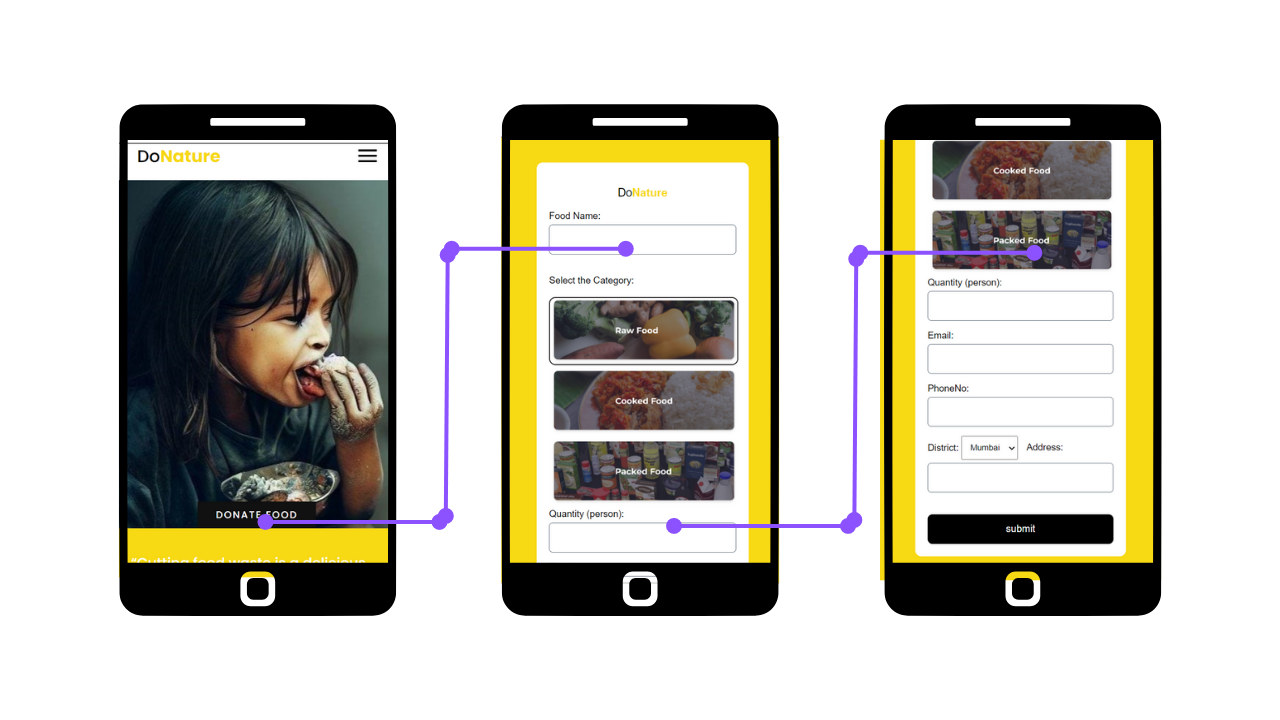 DoNature
DONATE FOOD
"Cutting food waste is a delicious
DoNature
Food Name:
Select the Category:
Raw Food
Cooked Food
Packed Food
Quantity (person):
Cooked Food
Packed Food
Quantity (person):
Email:
PhoneNo:
District: Mumbai Address:
submit